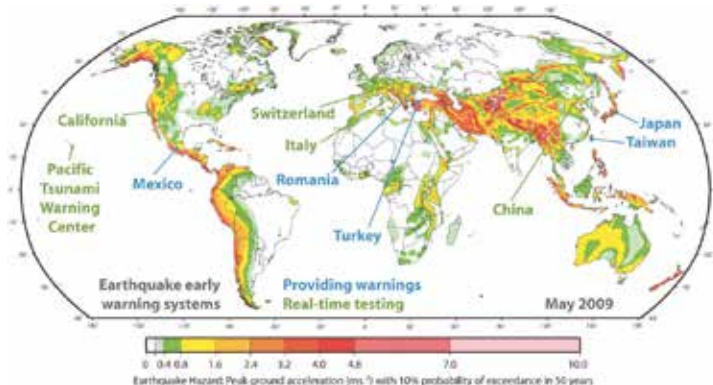 California
Pacific
Tsunami
Warning
Center
Mexico
Switzerland
Italy
Romania
Turkey
Japan
Taiwan
China
Earthquake early
warning systems
Providing warnings
Real-time testing
May 2009
0 0.4 0.8 1.6 2.4 3.2 4.0 4.8 7.0 10.0
Earthquake Hazard: Peak ground acceleration (ms⁻²) with 10% probability of exceedance in 50 years